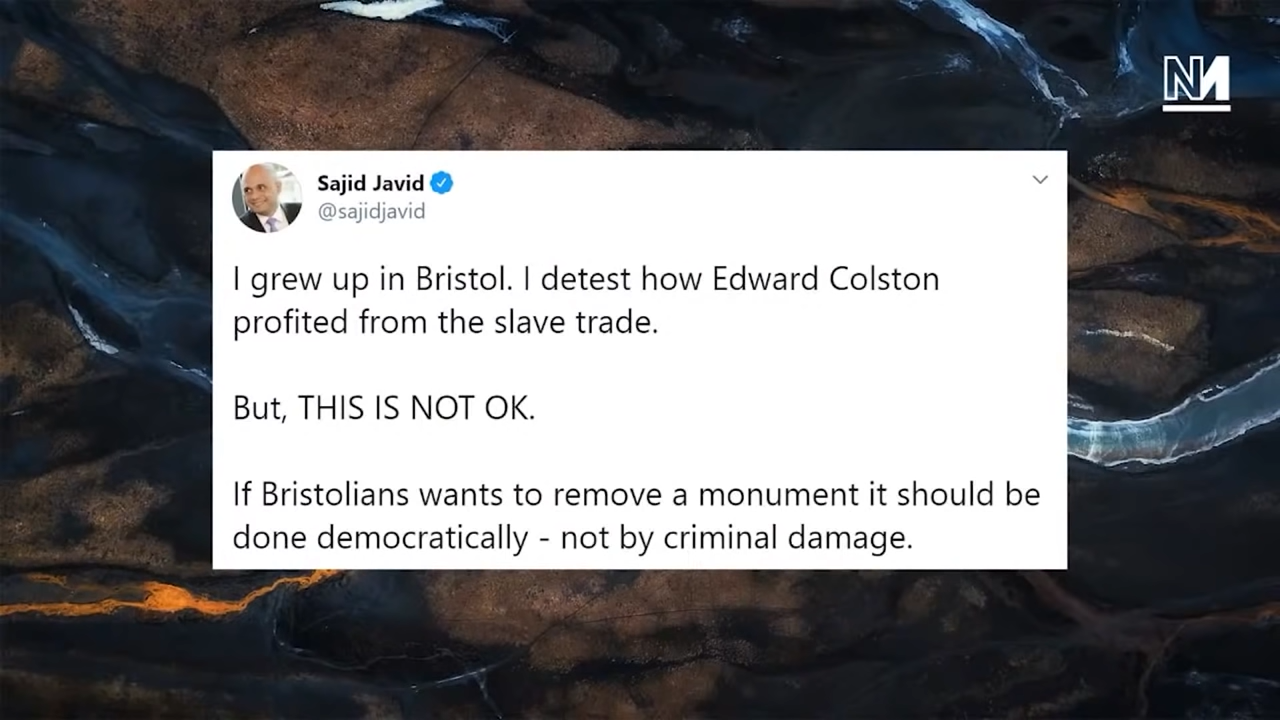 NM
Sajid Javid
@sajidjavid
I grew up in Bristol. I detest how Edward Colston
profited from the slave trade.
But, THIS IS NOT OK.
If Bristolians wants to remove a monument it should be
done democratically - not by criminal damage.